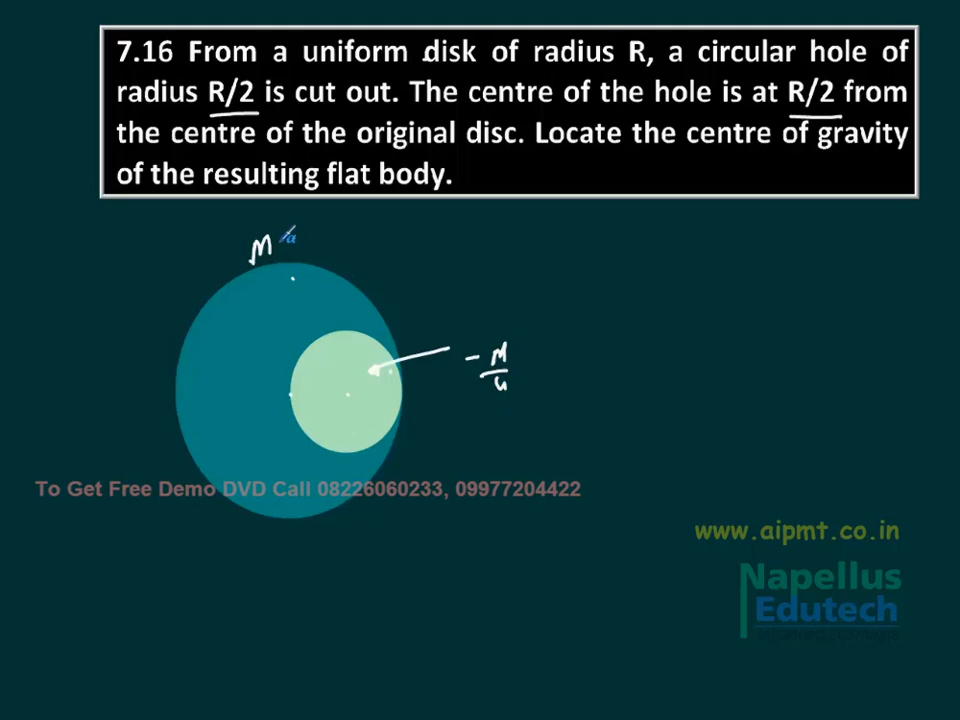 7.16 From a uniform disk of radius R, a circular hole of
radius R/2 is cut out. The centre of the hole is at R/2 from
the centre of the original disc. Locate the centre of gravity
of the resulting flat body.
M
- M/4
To Get Free Demo DVD Call 08226060233, 09977204422
www.aipmt.co.in
Napellus
Edutech